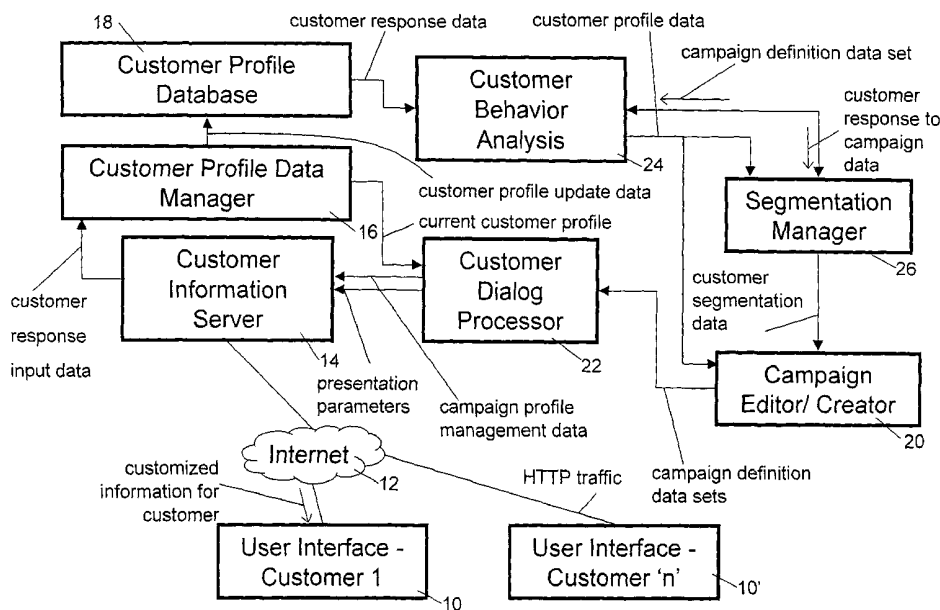 customer response data
customer profile data
18
Customer Profile
Database
Customer
Behavior
Analysis
24
campaign definition data set
customer
response to
campaign
data
Customer Profile Data
Manager
16
customer profile update data
current customer profile
Segmentation
Manager
26
Customer
Information
Server
14
Customer
Dialog
Processor
22
customer
segmentation
data
customer
response
input data
presentation
parameters
campaign profile
management data
Campaign
Editor/ Creator
20
Internet
12
customized
information for
customer
HTTP traffic
campaign definition
data sets
User Interface -
Customer 1
10
User Interface -
Customer 'n'
10'